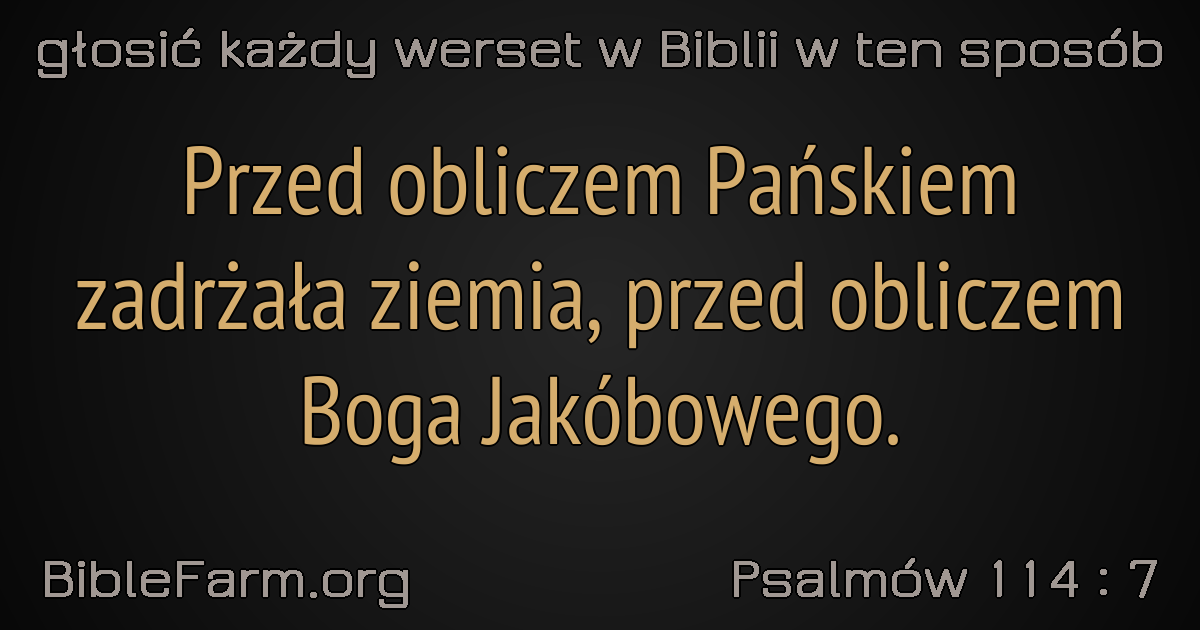 głosić każdy werset w Biblii w ten sposób
Przed obliczem Pańskiem
zadrżała ziemia, przed obliczem
Boga Jakóbowego.
BibleFarm.org
Psalmów 114 : 7